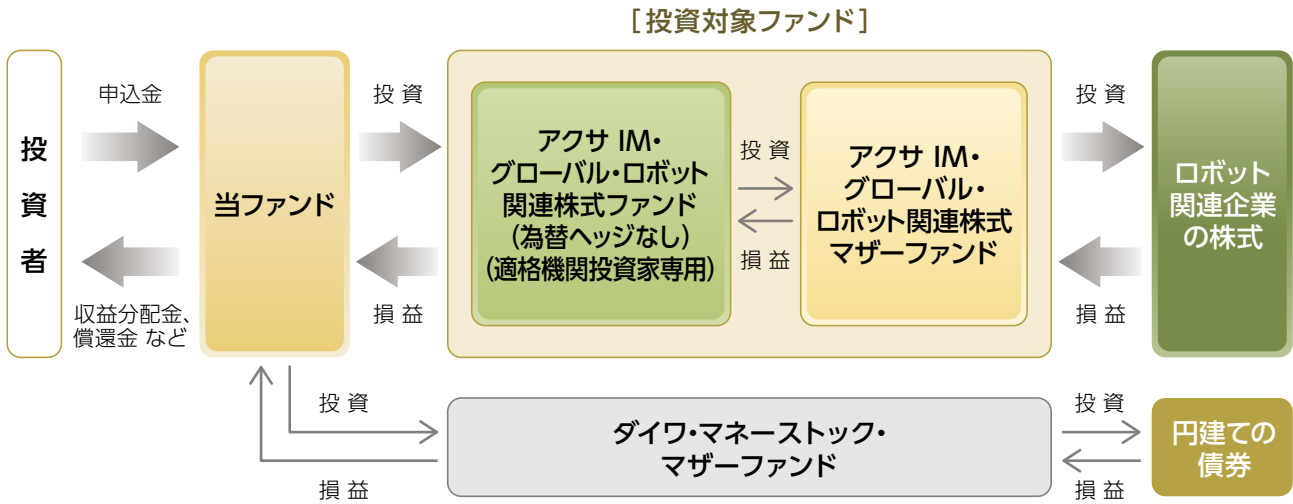 [投資対象ファンド]
投資者
申込金
収益分配金、
償還金 など
当ファンド
投 資
損 益
アクサ IM・
グローバル・ロボット
関連株式ファンド
(為替ヘッジなし)
(適格機関投資家専用)
投 資
損 益
アクサ IM・
グローバル・
ロボット関連株式
マザーファンド
投 資
損 益
ロボット
関連企業
の株式
投 資
損 益
ダイワ・マネーストック・
マザーファンド
投 資
損 益
円建ての
債券